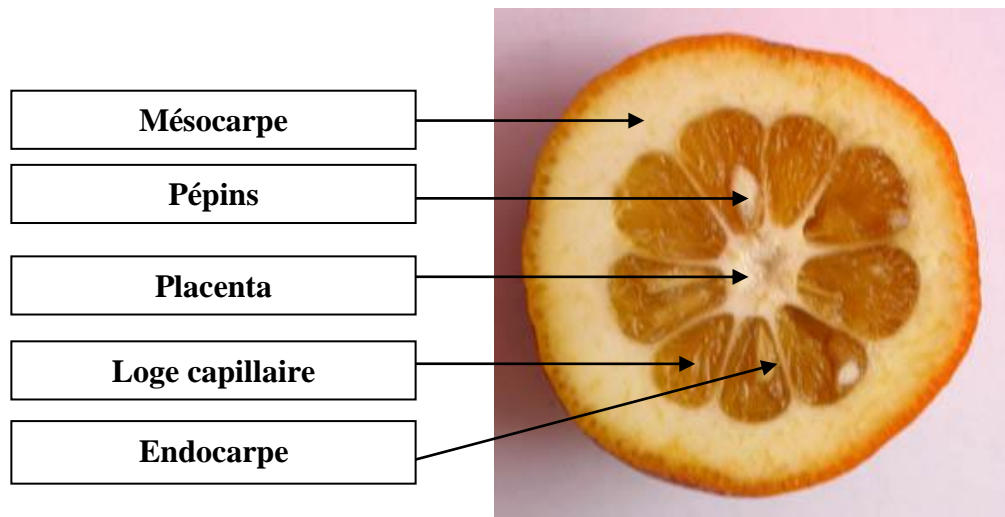 Mésocarpe
Pépins
Placenta
Loge capillaire
Endocarpe